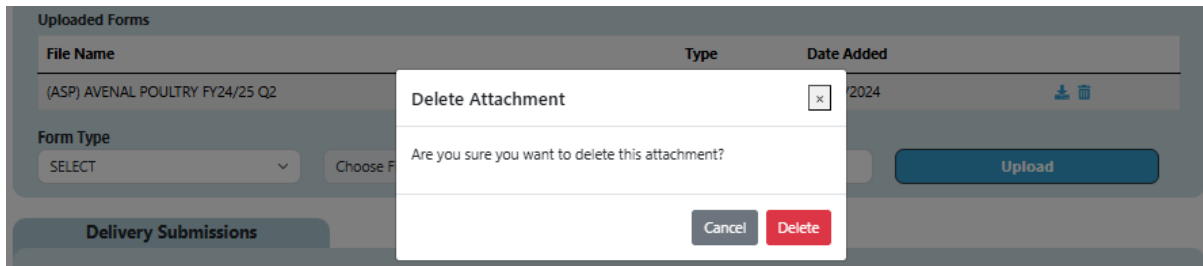 Uploaded Forms
File Name Type Date Added
(ASP) AVENAL POULTRY FY24/25 Q2 /2024
Delete Attachment ×
Form Type
SELECT Choose F Upload
Are you sure you want to delete this attachment?
Cancel Delete
Delivery Submissions